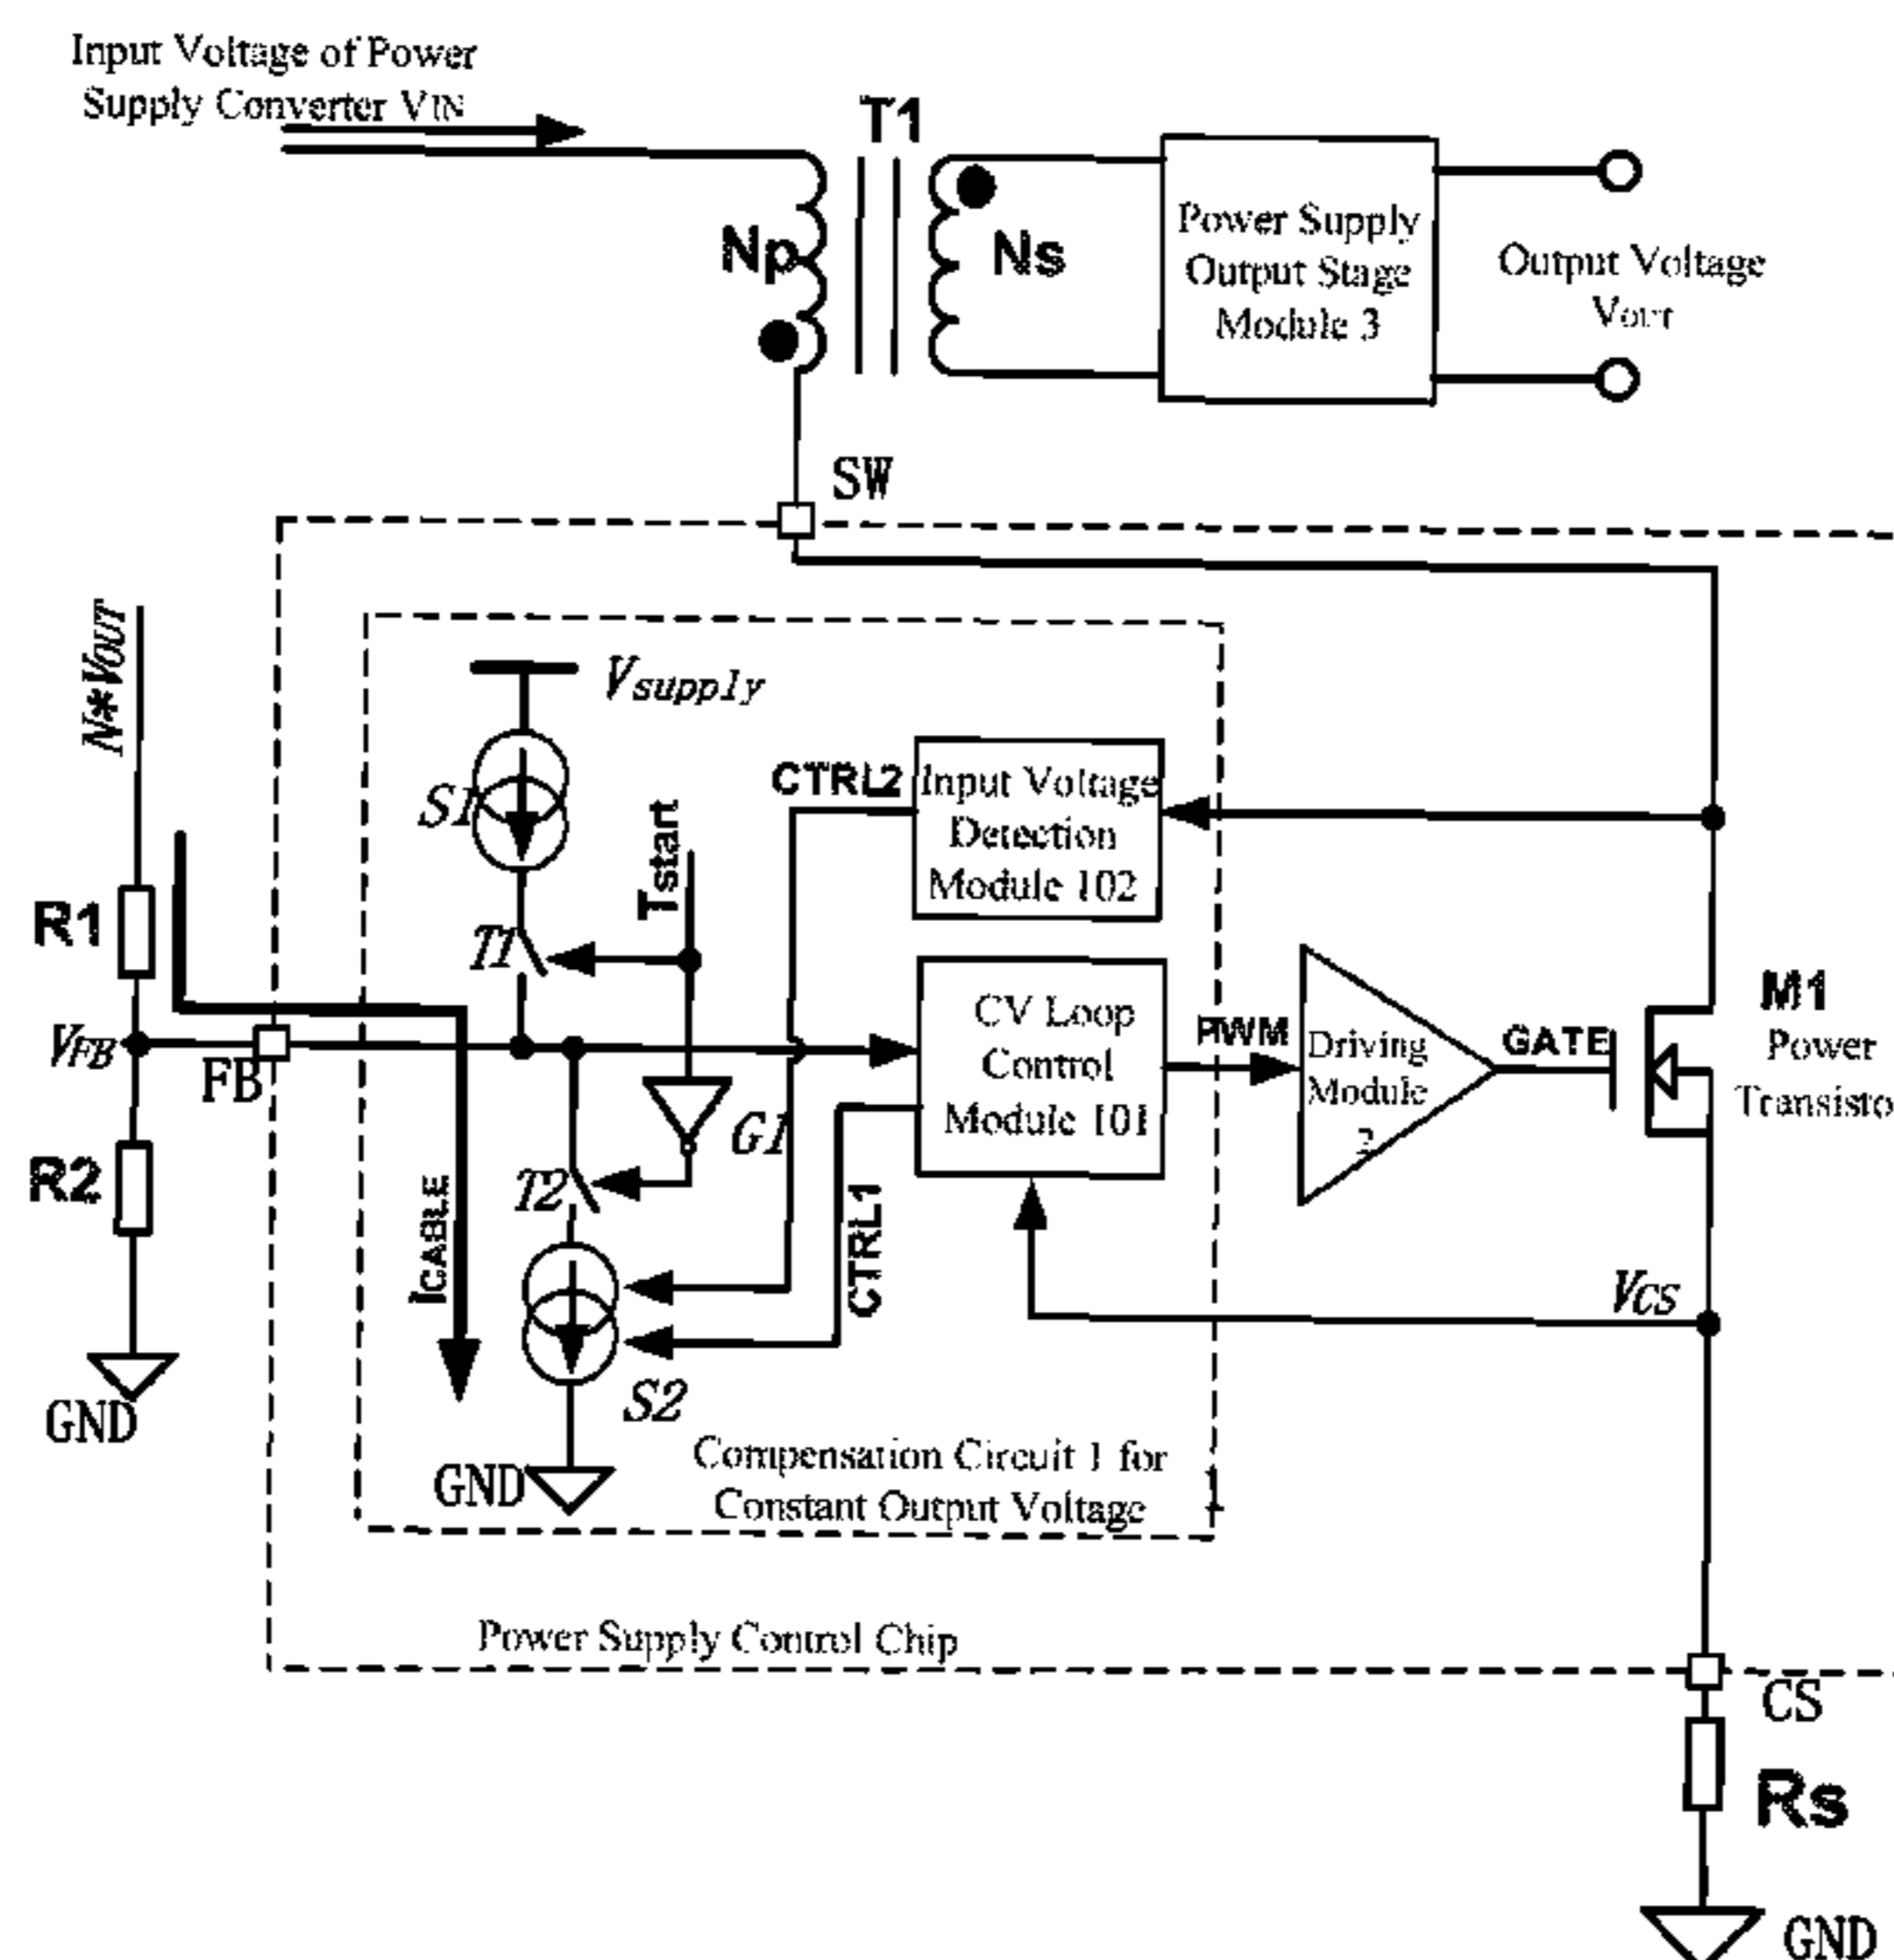 Input Voltage of Power
Supply Converter VIN
T1
Np
Ns
Power Supply
Output Stage
Module 3
Output Voltage
Vout
SW
N*VOUT
Vsupply
S1
CTRL2
Input Voltage
Detection
Module 102
Tstart
R1
T1
CV Loop
Control
Module 101
PWM
Driving
Module
2
GATE
M1
Power
Transisto
VFB
FB
G1
R2
T2
ICABLE
CTRL1
VCS
S2
GND
GND
Compensation Circuit 1 for
Constant Output Voltage
Power Supply Control Chip
CS
Rs
GND